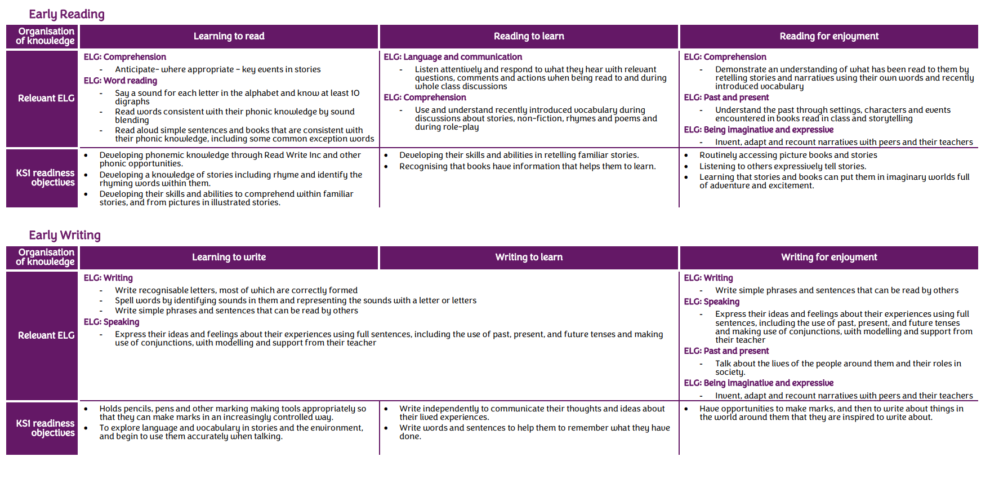 Early Reading
Organisation
of knowledge
Learning to read
Reading to learn
Reading for enjoyment
Relevant ELG
ELG: Comprehension
- Anticipate– where appropriate – key events in stories
ELG: Word reading
- Say a sound for each letter in the alphabet and know at least 10
digraphs
- Read words consistent with their phonic knowledge by sound
blending
- Read aloud simple sentences and books that are consistent with
their phonic knowledge, including some common exception words
ELG: Language and communication
- Listen attentively and respond to what they hear with relevant
questions, comments and actions when being read to and during
whole class discussions
ELG: Comprehension
- Use and understand recently introduced vocabulary during
discussions about stories, non-fiction, rhymes and poems and
during role-play
ELG: Comprehension
- Demonstrate an understanding of what has been read to them by
retelling stories and narratives using their own words and recently
introduced vocabulary
ELG: Past and present
- Understand the past through settings, characters and events
encountered in books read in class and storytelling
ELG: Being imaginative and expressive
- Invent, adapt and recount narratives with peers and their teachers
KS1 readiness
objectives
• Developing phonemic knowledge through Read Write Inc and other
phonic opportunities.
• Developing a knowledge of stories including rhyme and identify the
rhyming words within them.
• Developing their skills and abilities to comprehend within familiar
stories, and from pictures in illustrated stories.
• Developing their skills and abilities in retelling familiar stories.
• Recognising that books have information that helps them to learn.
• Routinely accessing picture books and stories
• Listening to others expressively tell stories.
• Learning that stories and books can put them in imaginary worlds full
of adventure and excitement.
Early Writing
Organisation
of knowledge
Learning to write
Writing to learn
Writing for enjoyment
Relevant ELG
ELG: Writing
- Write recognisable letters, most of which are correctly formed
- Spell words by identifying sounds in them and representing the sounds with a letter or letters
- Write simple phrases and sentences that can be read by others
ELG: Speaking
- Express their ideas and feelings about their experiences using full sentences, including the use of past, present, and future tenses and making
use of conjunctions, with modelling and support from their teacher
ELG: Writing
- Write simple phrases and sentences that can be read by others
ELG: Speaking
- Express their ideas and feelings about their experiences using full
sentences, including the use of past, present, and future tenses
and making use of conjunctions, with modelling and support from
their teacher
ELG: Past and present
- Talk about the lives of the people around them and their roles in
society.
ELG: Being imaginative and expressive
- Invent, adapt and recount narratives with peers and their teachers
KS1 readiness
objectives
• Holds pencils, pens and other marking making tools appropriately so
that they can make marks in an increasingly controlled way.
• To explore language and vocabulary in stories and the environment,
and begin to use them accurately when talking.
• Write independently to communicate their thoughts and ideas about
their lived experiences.
• Write words and sentences to help them to remember what they have
done.
• Have opportunities to make marks, and then to write about things in
the world around them that they are inspired to write about.